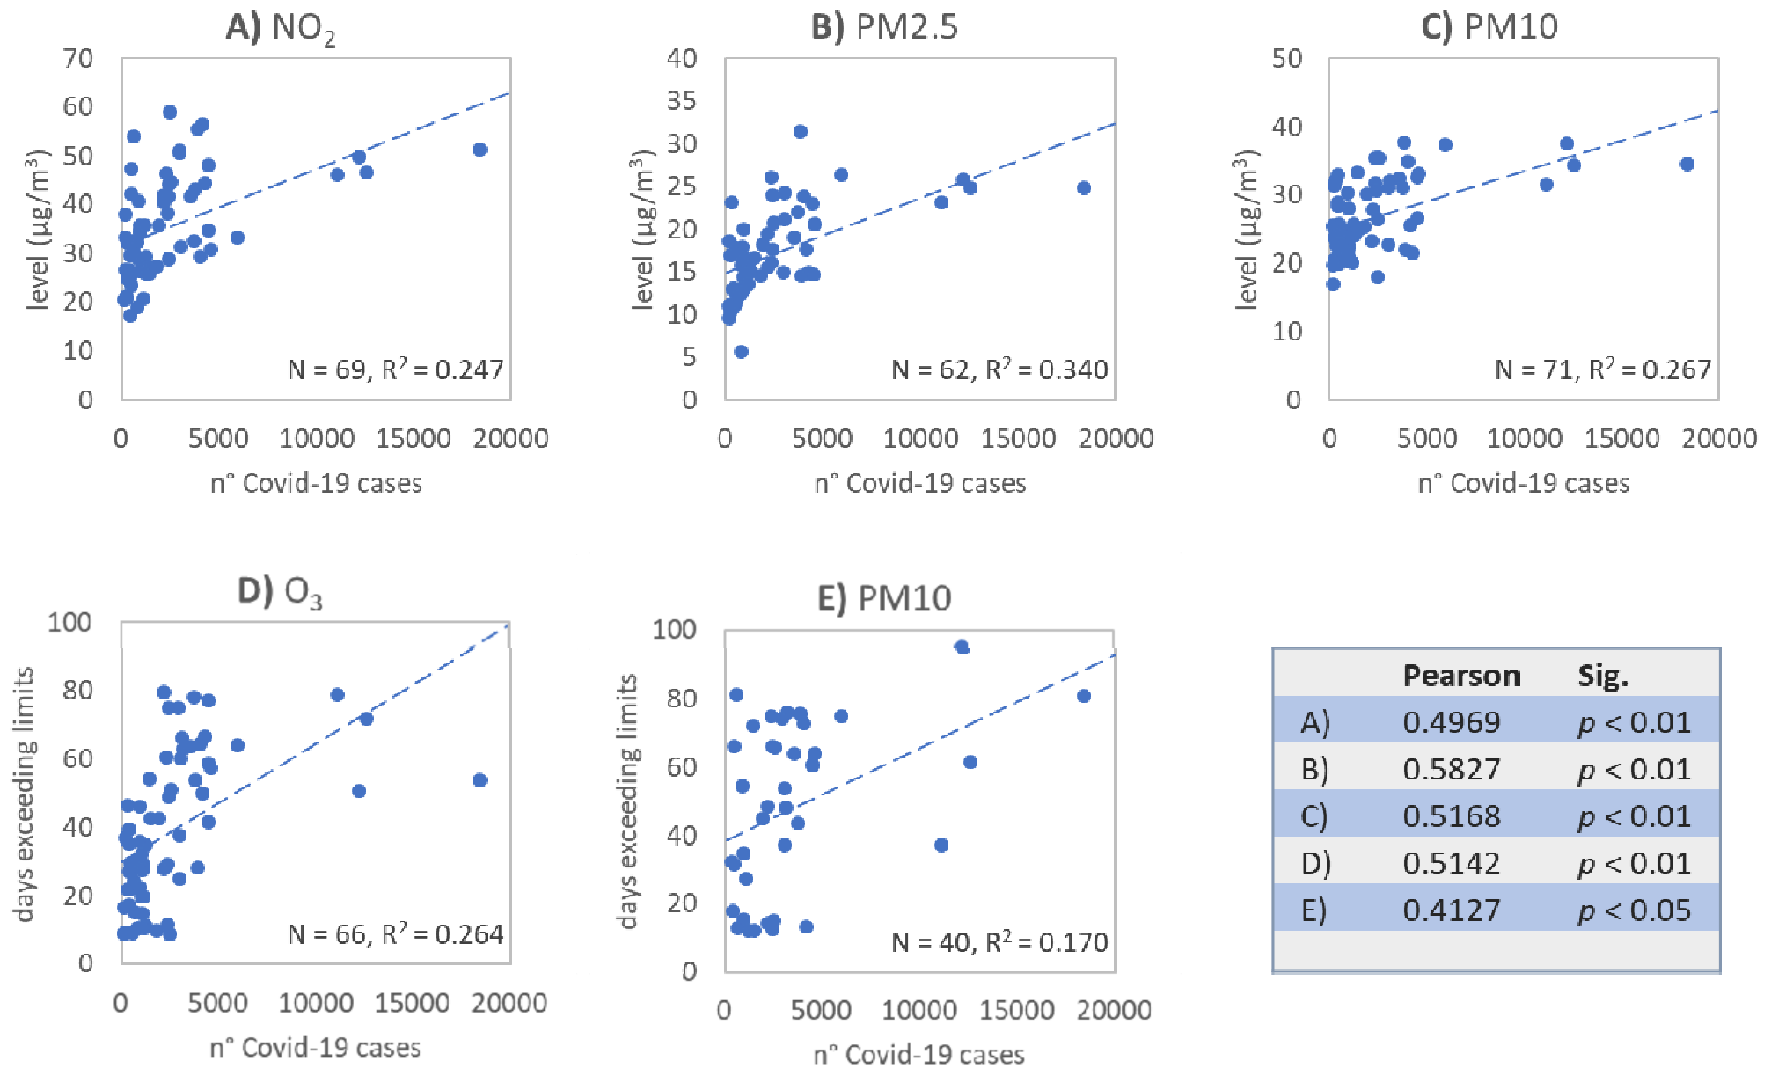 A) NO₂
70
60
50
40
30
20
10
0
level (µg/m³)
N = 69, R² = 0.247
0 5000 10000 15000 20000
n° Covid-19 cases
B) PM2.5
40
35
30
25
20
15
10
5
0
level (µg/m³)
N = 62, R² = 0.340
0 5000 10000 15000 20000
n° Covid-19 cases
C) PM10
50
40
30
20
10
0
level (µg/m³)
N = 71, R² = 0.267
0 5000 10000 15000 20000
n° Covid-19 cases
D) O₃
100
80
60
40
20
0
days exceeding limits
N = 66, R² = 0.264
0 5000 10000 15000 20000
n° Covid-19 cases
E) PM10
100
80
60
40
20
0
days exceeding limits
N = 40, R² = 0.170
0 5000 10000 15000 20000
n° Covid-19 cases
Pearson Sig.
A) 0.4969 p < 0.01
B) 0.5827 p < 0.01
C) 0.5168 p < 0.01
D) 0.5142 p < 0.01
E) 0.4127 p < 0.05